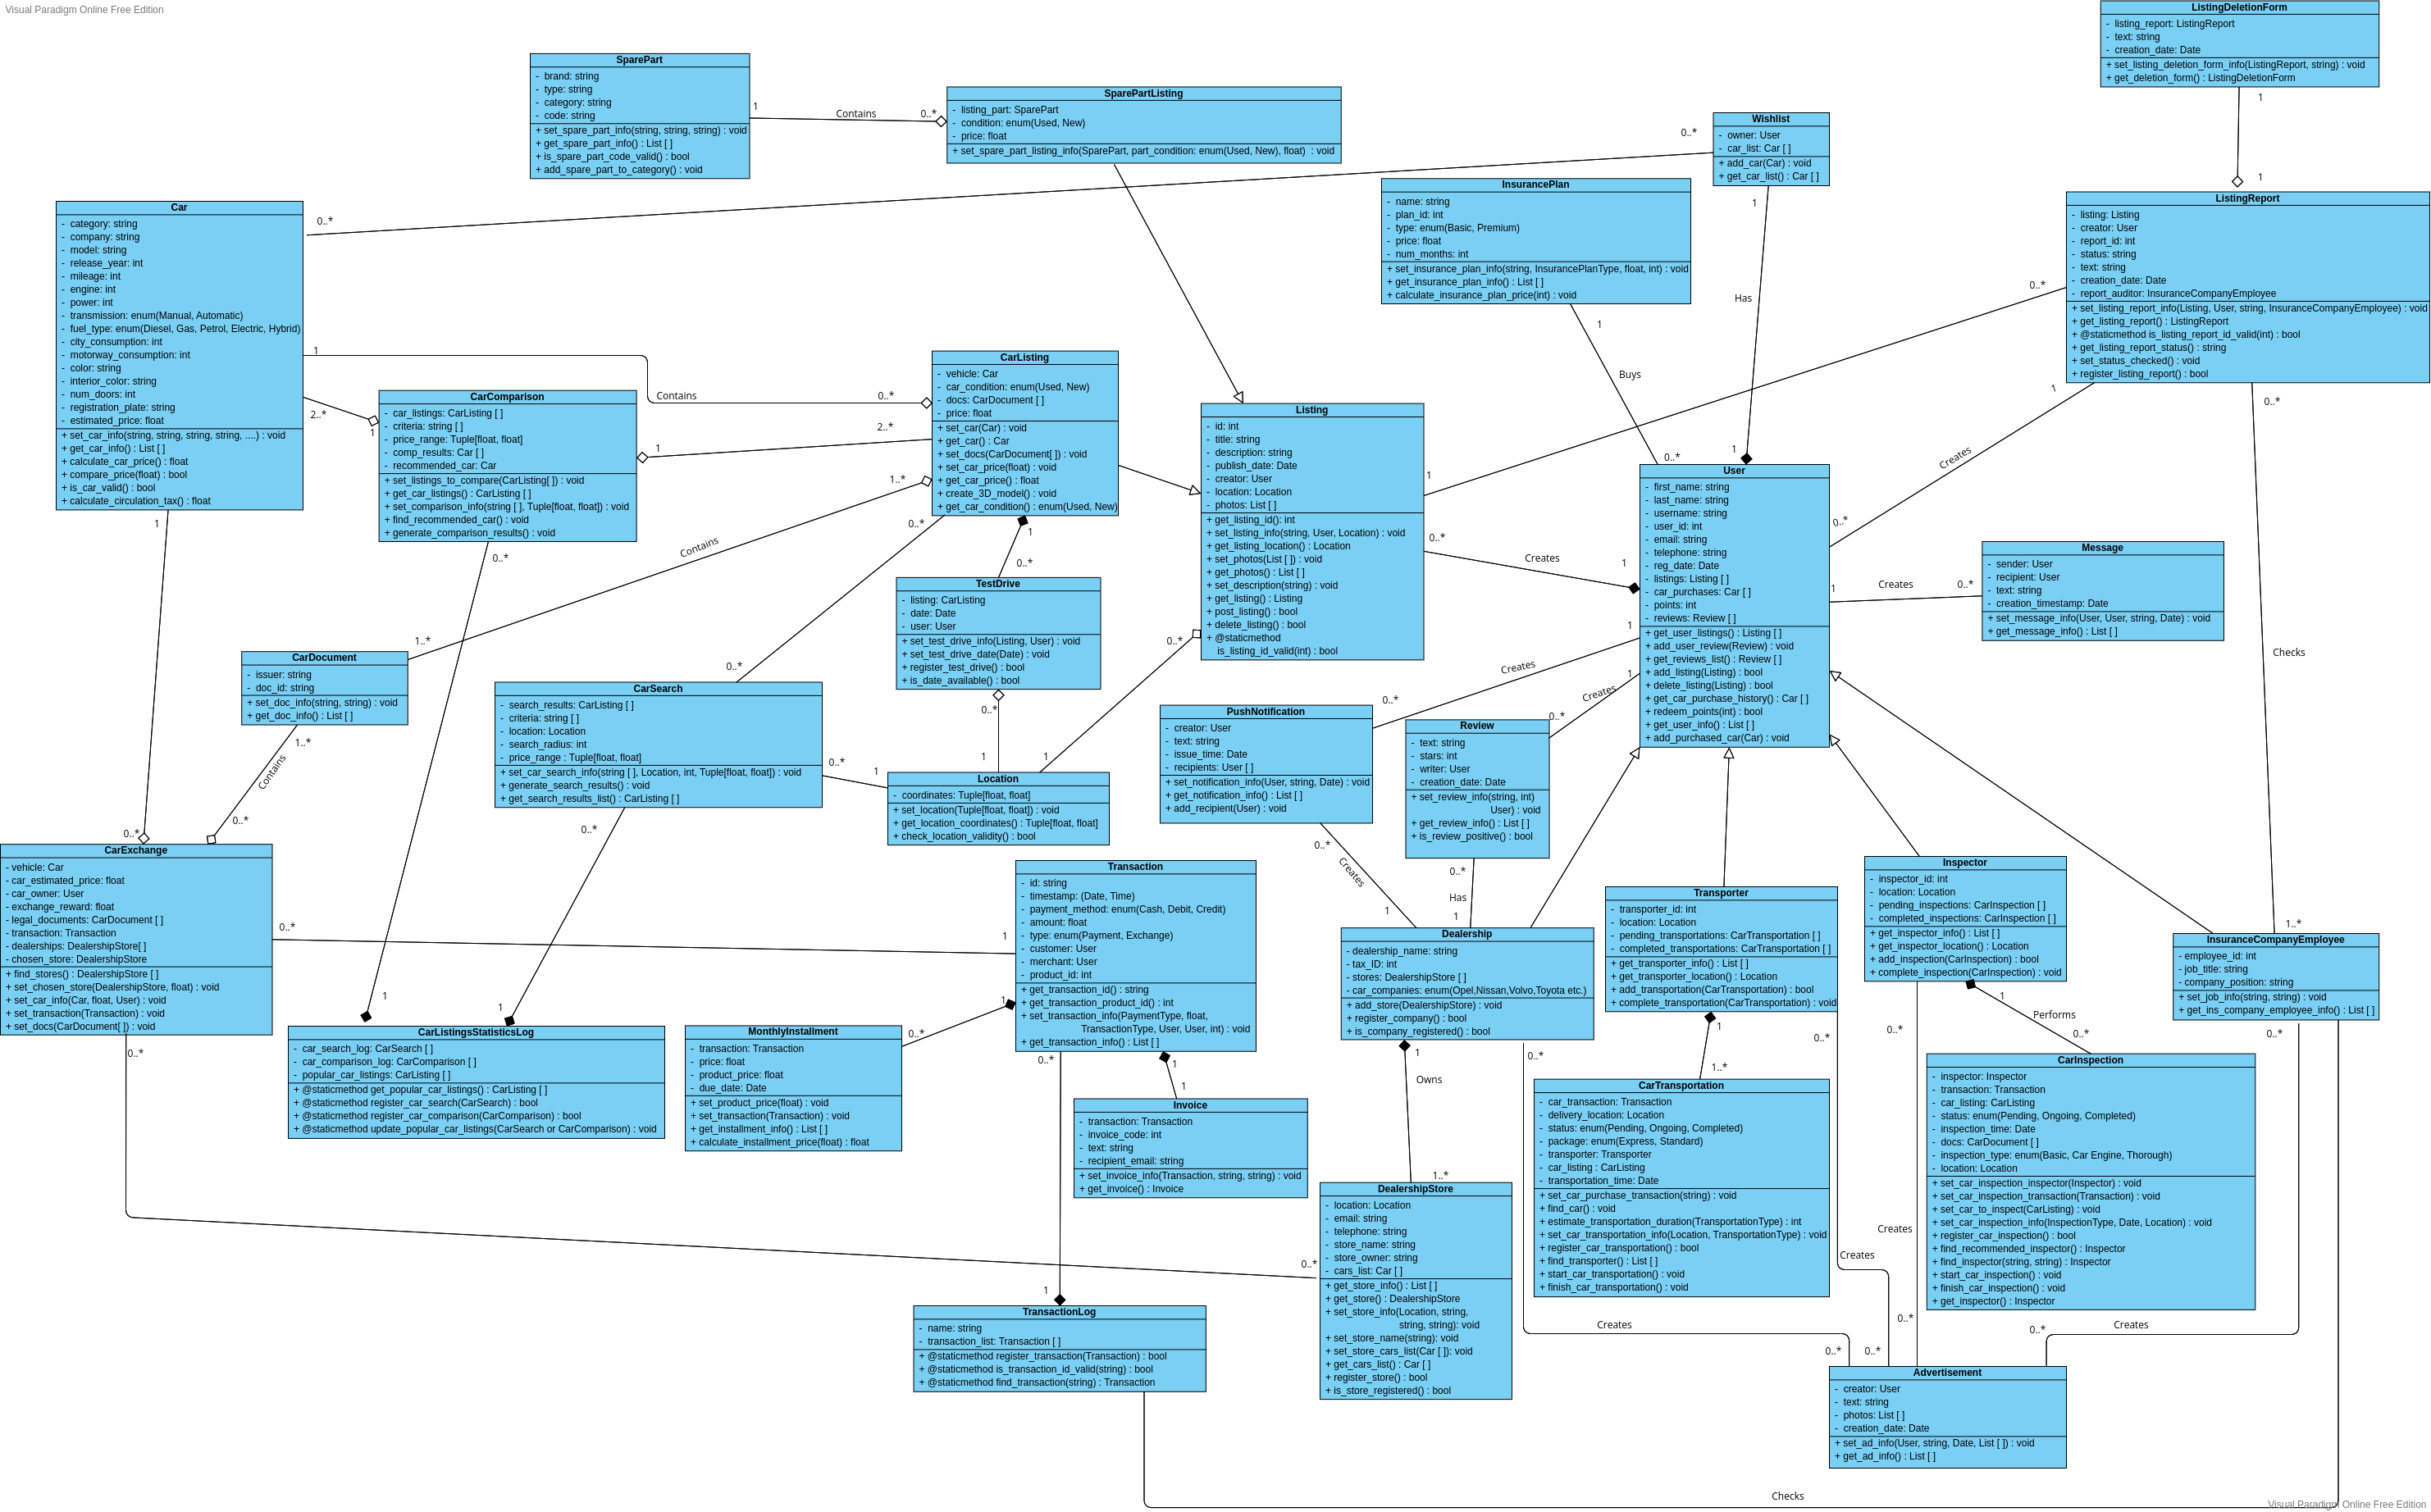 Visual Paradigm Online Free Edition
ListingDeletionForm
- listing_report: ListingReport
- text: string
- creation_date: Date
+ set_listing_deletion_form_info(ListingReport, string) : void
+ get_deletion_form() : ListingDeletionForm
1
1
SparePart
- brand: string
- type: string
- category: string
- code: string
+ set_spare_part_info(string, string, string) : void
+ get_spare_part_info() : List [ ]
+ is_spare_part_code_valid() : bool
+ add_spare_part_to_category() : void
1
Contains
0..*
SparePartListing
- listing_part: SparePart
- condition: enum(Used, New)
- price: float
+ set_spare_part_listing_info(SparePart, part_condition: enum(Used, New), float) : void
Wishlist
- owner: User
- car_list: Car [ ]
+ add_car(Car) : void
+ get_car_list() : Car [ ]
0..*
0..*
1
Has
1
InsurancePlan
- name: string
- plan_id: int
- type: enum(Basic, Premium)
- price: float
- num_months: int
+ set_insurance_plan_info(string, InsurancePlanType, float, int) : void
+ get_insurance_plan_info() : List [ ]
+ calculate_insurance_plan_price(int) : void
1
Buys
0..*
ListingReport
- listing: Listing
- creator: User
- report_id: int
- status: string
- text: string
- creation_date: Date
- report_auditor: InsuranceCompanyEmployee
+ set_listing_report_info(Listing, User, string, InsuranceCompanyEmployee) : void
+ get_listing_report() : ListingReport
+ @staticmethod is_listing_report_id_valid(int) : bool
+ get_listing_report_status() : string
+ set_status_checked() : void
+ register_listing_report() : bool
0..*
1
1
Creates
0..*
0..*
Checks
1..*
Car
- category: string
- company: string
- model: string
- release_year: int
- mileage: int
- engine: int
- power: int
- transmission: enum(Manual, Automatic)
- fuel_type: enum(Diesel, Gas, Petrol, Electric, Hybrid)
- city_consumption: int
- motorway_consumption: int
- color: string
- interior_color: string
- num_doors: int
- registration_plate: string
- estimated_price: float
+ set_car_info(string, string, string, string, ....) : void
+ get_car_info() : List [ ]
+ calculate_car_price() : float
+ compare_price(float) : bool
+ is_car_valid() : bool
+ calculate_circulation_tax() : float
1
Contains
0..*
2..*
1
1
0..*
CarComparison
- car_listings: CarListing [ ]
- criteria: string [ ]
- price_range: Tuple[float, float]
- comp_results: Car [ ]
- recommended_car: Car
+ set_listings_to_compare(CarListing[ ]) : void
+ get_car_listings() : CarListing [ ]
+ set_comparison_info(string [ ], Tuple[float, float]) : void
+ find_recommended_car() : void
+ generate_comparison_results() : void
1
2..*
0..*
1
CarListing
- vehicle: Car
- car_condition: enum(Used, New)
- docs: CarDocument [ ]
- price: float
+ set_car(Car) : void
+ get_car() : Car
+ set_docs(CarDocument[ ]) : void
+ set_car_price(float) : void
+ get_car_price() : float
+ create_3D_model() : void
+ get_car_condition() : enum(Used, New)
1..*
Contains
1..*
0..*
0..*
1
0..*
Listing
- id: int
- title: string
- description: string
- publish_date: Date
- creator: User
- location: Location
- photos: List [ ]
+ get_listing_id(): int
+ set_listing_info(string, User, Location) : void
+ get_listing_location() : Location
+ set_photos(List [ ]) : void
+ get_photos() : List [ ]
+ set_description(string) : void
+ get_listing() : Listing
+ post_listing() : bool
+ delete_listing() : bool
+ @staticmethod
is_listing_id_valid(int) : bool
0..*
Creates
1
0..*
1
User
- first_name: string
- last_name: string
- username: string
- user_id: int
- email: string
- telephone: string
- reg_date: Date
- listings: Listing [ ]
- car_purchases: Car [ ]
- points: int
- reviews: Review [ ]
+ get_user_listings() : Listing [ ]
+ add_user_review(Review) : void
+ get_reviews_list() : Review [ ]
+ add_listing(Listing) : bool
+ delete_listing(Listing) : bool
+ get_car_purchase_history() : Car [ ]
+ redeem_points(int) : bool
+ get_user_info() : List [ ]
+ add_purchased_car(Car) : void
1
Creates
0..*
Message
- sender: User
- recipient: User
- text: string
- creation_timestamp: Date
+ set_message_info(User, User, string, Date) : void
+ get_message_info() : List [ ]
1
Creates
0..*
1
Creates
0..*
TestDrive
- listing: CarListing
- date: Date
- user: User
+ set_test_drive_info(Listing, User) : void
+ set_test_drive_date(Date) : void
+ register_test_drive() : bool
+ is_date_available() : bool
0..*
1
CarDocument
- issuer: string
- doc_id: string
+ set_doc_info(string, string) : void
+ get_doc_info() : List [ ]
1..*
Contains
0..*
CarSearch
- search_results: CarListing [ ]
- criteria: string [ ]
- location: Location
- search_radius: int
- price_range : Tuple[float, float]
+ set_car_search_info(string [ ], Location, int, Tuple[float, float]) : void
+ generate_search_results() : void
+ get_search_results_list() : CarListing [ ]
0..*
1
0..*
1
Location
- coordinates: Tuple[float, float]
+ set_location(Tuple[float, float]) : void
+ get_location_coordinates() : Tuple[float, float]
+ check_location_validity() : bool
PushNotification
- creator: User
- text: string
- issue_time: Date
- recipients: User [ ]
+ set_notification_info(User, string, Date) : void
+ get_notification_info() : List [ ]
+ add_recipient(User) : void
0..*
Creates
1
Review
- text: string
- stars: int
- writer: User
- creation_date: Date
+ set_review_info(string, int)
User) : void
+ get_review_info() : List [ ]
+ is_review_positive() : bool
0..*
Has
1
CarExchange
- vehicle: Car
- car_estimated_price: float
- car_owner: User
- exchange_reward: float
- legal_documents: CarDocument [ ]
- transaction: Transaction
- dealerships: DealershipStore[ ]
- chosen_store: DealershipStore
+ find_stores() : DealershipStore [ ]
+ set_chosen_store(DealershipStore, float) : void
+ set_car_info(Car, float, User) : void
+ set_transaction(Transaction) : void
+ set_docs(CarDocument[ ]) : void
0..*
1
0..*
0..*
Transaction
- id: string
- timestamp: (Date, Time)
- payment_method: enum(Cash, Debit, Credit)
- amount: float
- type: enum(Payment, Exchange)
- customer: User
- merchant: User
- product_id: int
+ get_transaction_id() : string
+ get_transaction_product_id() : int
+ set_transaction_info(PaymentType, float,
TransactionType, User, User, int) : void
+ get_transaction_info() : List [ ]
1
0..*
0..*
1
1
1
Dealership
- dealership_name: string
- tax_ID: int
- stores: DealershipStore [ ]
- car_companies: enum(Opel,Nissan,Volvo,Toyota etc.)
+ add_store(DealershipStore) : void
+ register_company() : bool
+ is_company_registered() : bool
1
Owns
1..*
0..*
Creates
0..*
Transporter
- transporter_id: int
- location: Location
- pending_transportations: CarTransportation [ ]
- completed_transportations: CarTransportation [ ]
+ get_transporter_info() : List [ ]
+ get_transporter_location() : Location
+ add_transportation(CarTransportation) : bool
+ complete_transportation(CarTransportation) : void
1
1..*
0..*
Creates
0..*
Inspector
- inspector_id: int
- location: Location
- pending_inspections: CarInspection [ ]
- completed_inspections: CarInspection [ ]
+ get_inspector_info() : List [ ]
+ get_inspector_location() : Location
+ add_inspection(CarInspection) : bool
+ complete_inspection(CarInspection) : void
1
Performs
0..*
0..*
Creates
0..*
InsuranceCompanyEmployee
- employee_id: int
- job_title: string
- company_position: string
+ set_job_info(string, string) : void
+ get_ins_company_employee_info() : List [ ]
0..*
Creates
0..*
CarListingsStatisticsLog
- car_search_log: CarSearch [ ]
- car_comparison_log: CarComparison [ ]
- popular_car_listings: CarListing [ ]
+ @staticmethod get_popular_car_listings() : CarListing [ ]
+ @staticmethod register_car_search(CarSearch) : bool
+ @staticmethod register_car_comparison(CarComparison) : bool
+ @staticmethod update_popular_car_listings(CarSearch or CarComparison) : void
MonthlyInstallment
- transaction: Transaction
- price: float
- product_price: float
- due_date: Date
+ set_product_price(float) : void
+ set_transaction(Transaction) : void
+ get_installment_info() : List [ ]
+ calculate_installment_price(float) : float
Invoice
- transaction: Transaction
- invoice_code: int
- text: string
- recipient_email: string
+ set_invoice_info(Transaction, string, string) : void
+ get_invoice() : Invoice
CarTransportation
- car_transaction: Transaction
- delivery_location: Location
- status: enum(Pending, Ongoing, Completed)
- package: enum(Express, Standard)
- transporter: Transporter
- car_listing : CarListing
- transportation_time: Date
+ set_car_purchase_transaction(string) : void
+ find_car() : void
+ estimate_transportation_duration(TransportationType) : int
+ set_car_transportation_info(Location, TransportationType) : void
+ register_car_transportation() : bool
+ find_transporter() : List [ ]
+ start_car_transportation() : void
+ finish_car_transportation() : void
CarInspection
- inspector: Inspector
- transaction: Transaction
- car_listing: CarListing
- status: enum(Pending, Ongoing, Completed)
- inspection_time: Date
- docs: CarDocument [ ]
- inspection_type: enum(Basic, Car Engine, Thorough)
- location: Location
+ set_car_inspection_inspector(Inspector) : void
+ set_car_inspection_transaction(Transaction) : void
+ set_car_to_inspect(CarListing) : void
+ set_car_inspection_info(InspectionType, Date, Location) : void
+ register_car_inspection() : bool
+ find_recommended_inspector() : Inspector
+ find_inspector(string, string) : Inspector
+ start_car_inspection() : void
+ finish_car_inspection() : void
+ get_inspector() : Inspector
DealershipStore
- location: Location
- email: string
- telephone: string
- store_name: string
- store_owner: string
- cars_list: Car [ ]
+ get_store_info() : List [ ]
+ get_store() : DealershipStore
+ set_store_info(Location, string,
string, string): void
+ set_store_name(string): void
+ set_store_cars_list(Car [ ]): void
+ get_cars_list() : Car [ ]
+ register_store() : bool
+ is_store_registered() : bool
TransactionLog
- name: string
- transaction_list: Transaction [ ]
+ @staticmethod register_transaction(Transaction) : bool
+ @staticmethod is_transaction_id_valid(string) : bool
+ @staticmethod find_transaction(string) : Transaction
Advertisement
- creator: User
- text: string
- photos: List [ ]
- creation_date: Date
+ set_ad_info(User, string, Date, List [ ]) : void
+ get_ad_info() : List [ ]
0..*
0..*
1
0..*
1
Checks
Visual Paradigm Online Free Edition